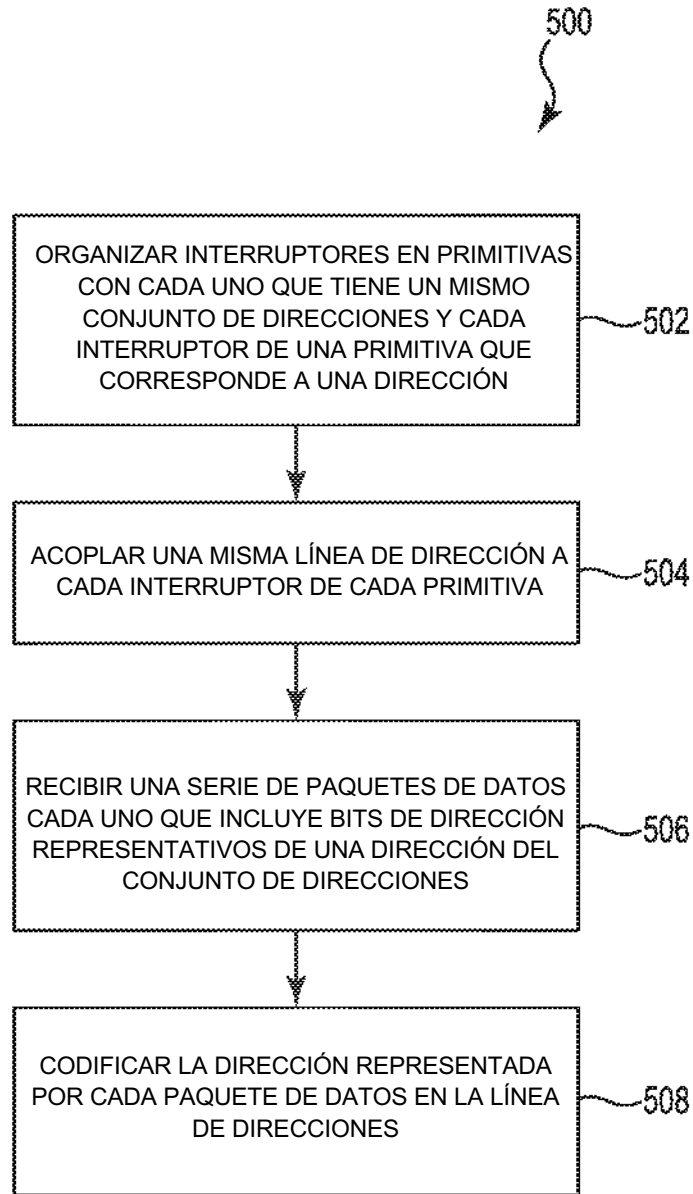 500
ORGANIZAR INTERRUPTORES EN PRIMITIVAS
CON CADA UNO QUE TIENE UN MISMO
CONJUNTO DE DIRECCIONES Y CADA
INTERRUPTOR DE UNA PRIMITIVA QUE
CORRESPONDE A UNA DIRECCIÓN
502
ACOPLAR UNA MISMA LÍNEA DE DIRECCIÓN A
CADA INTERRUPTOR DE CADA PRIMITIVA
504
RECIBIR UNA SERIE DE PAQUETES DE DATOS
CADA UNO QUE INCLUYE BITS DE DIRECCIÓN
REPRESENTATIVOS DE UNA DIRECCIÓN DEL
CONJUNTO DE DIRECCIONES
506
CODIFICAR LA DIRECCIÓN REPRESENTADA
POR CADA PAQUETE DE DATOS EN LA LÍNEA
DE DIRECCIONES
508